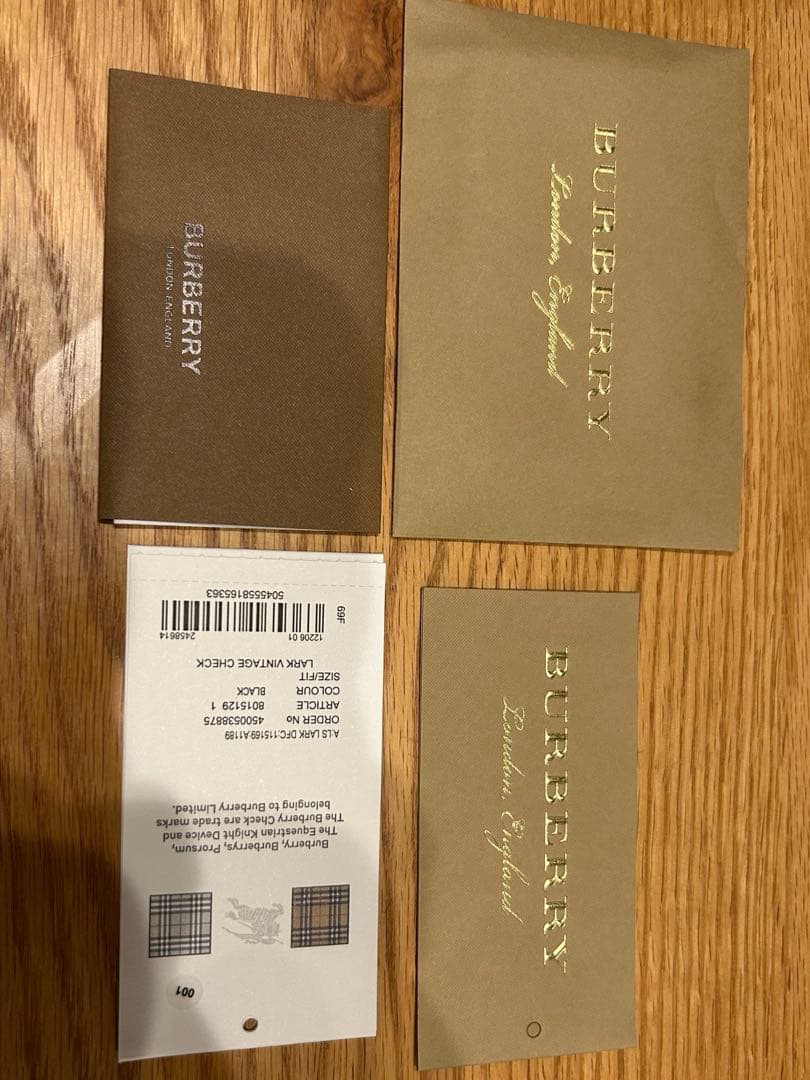 BURBERRY
LONDON ENGLAND
BURBERRY
London, England
001
Burberry, Burberrys, Prorsum,
The Equestrian Knight Device and
The Burberry Check are trade marks
belonging to Burberry Limited.
A:LS LARK DFC:115169:A1189
ORDER No 4500538875
ARTICLE 8015129 1
COLOUR BLACK
SIZE/FIT
LARK VINTAGE CHECK
12206 01 2458614
69F
5045558165363
BURBERRY
London, England